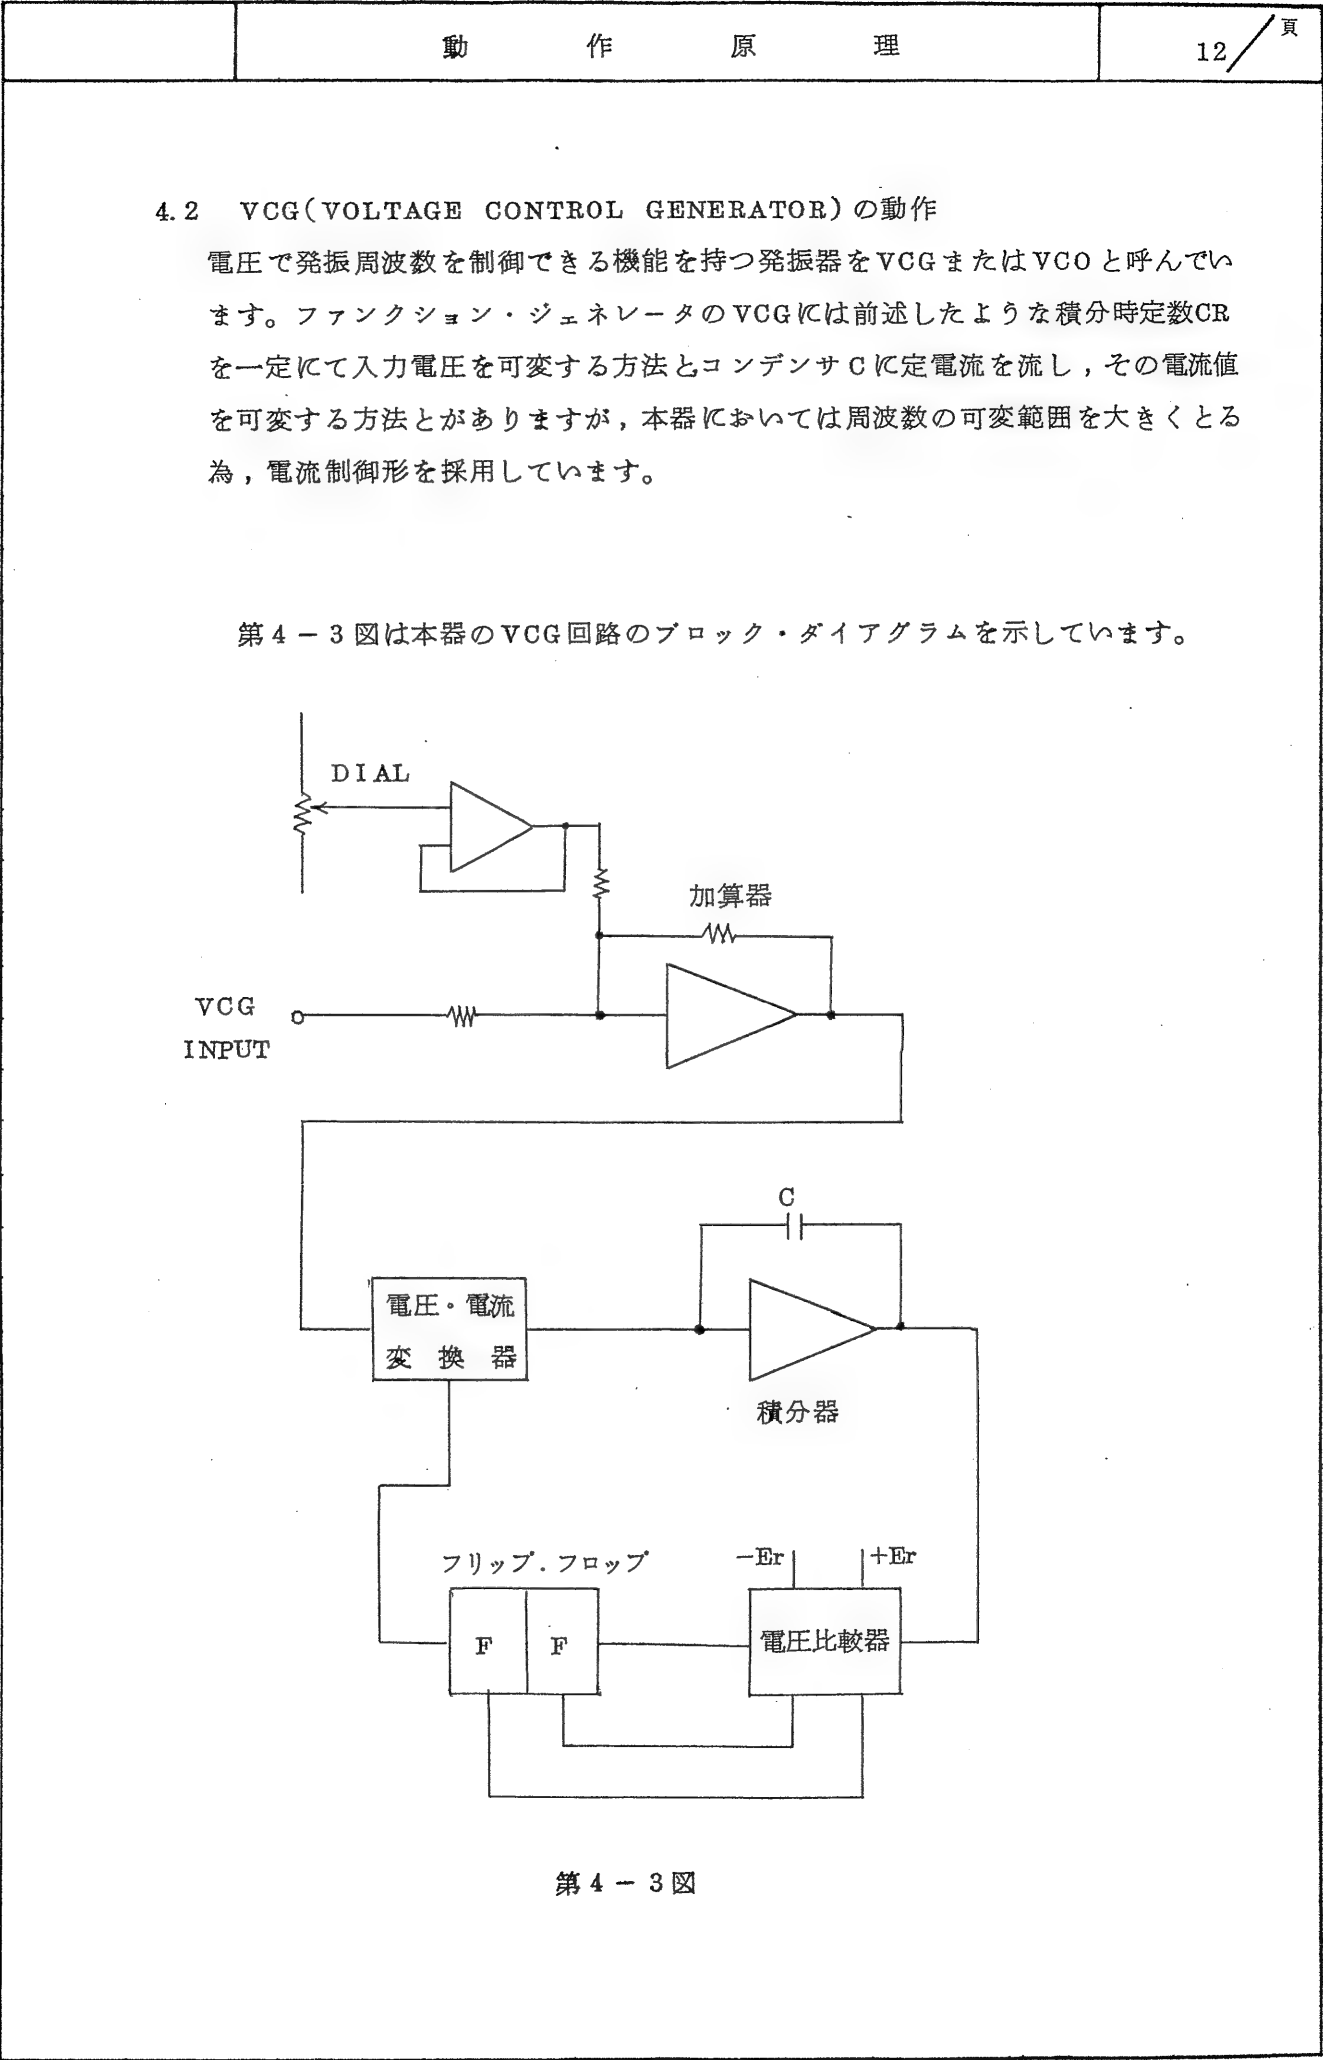 動作原理
12/頁
4.2 VCG(VOLTAGE CONTROL GENERATOR)の動作
電圧で発振周波数を制御できる機能を持つ発振器をVCGまたはVCOと呼んでい
ます。ファンクション・ジェネレータのVCGには前述したような積分時定数CR
を一定にて入力電圧を可変する方法とコンデンサCに定電流を流し,その電流値
を可変する方法とがありますが,本器においては周波数の可変範囲を大きくとる
為,電流制御形を採用しています。
第4-3図は本器のVCG回路のブロック・ダイアグラムを示しています。
DIAL
加算器
VCG
INPUT
C
電圧・電流
変換器
積分器
フリップ.フロップ
-Er
+Er
F
F
電圧比較器
第4-3図